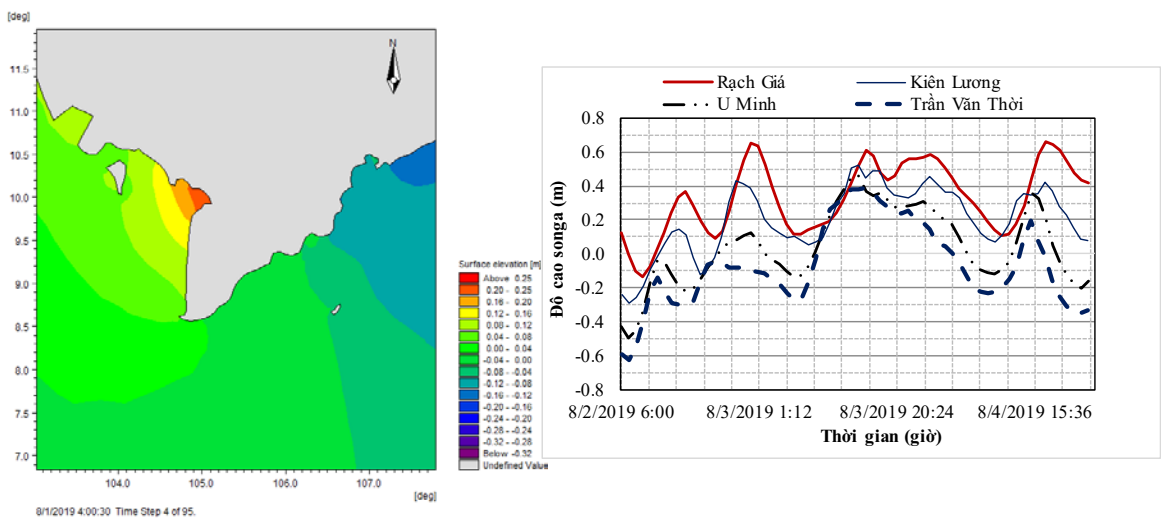 [deg]
N
11.5
11.0
10.5
10.0
9.5
9.0
8.5
8.0
7.5
7.0
104.0 105.0 106.0 107.0
[deg]
8/1/2019 4:00:30 Time Step 4 of 95.
Surface elevation [m]
Above 0.25
0.20 - 0.25
0.16 - 0.20
0.12 - 0.16
0.08 - 0.12
0.04 - 0.08
0.00 - 0.04
-0.04 - 0.00
-0.08 - -0.04
-0.12 - -0.08
-0.16 - -0.12
-0.20 - -0.16
-0.24 - -0.20
-0.28 - -0.24
-0.32 - -0.28
Below -0.32
Undefined Value
Rạch Giá Kiên Lương
U Minh Trần Văn Thời
Đô cao songa (m)
0.8
0.6
0.4
0.2
0.0
-0.2
-0.4
-0.6
-0.8
8/2/2019 6:00 8/3/2019 1:12 8/3/2019 20:24 8/4/2019 15:36
Thời gian (giờ)